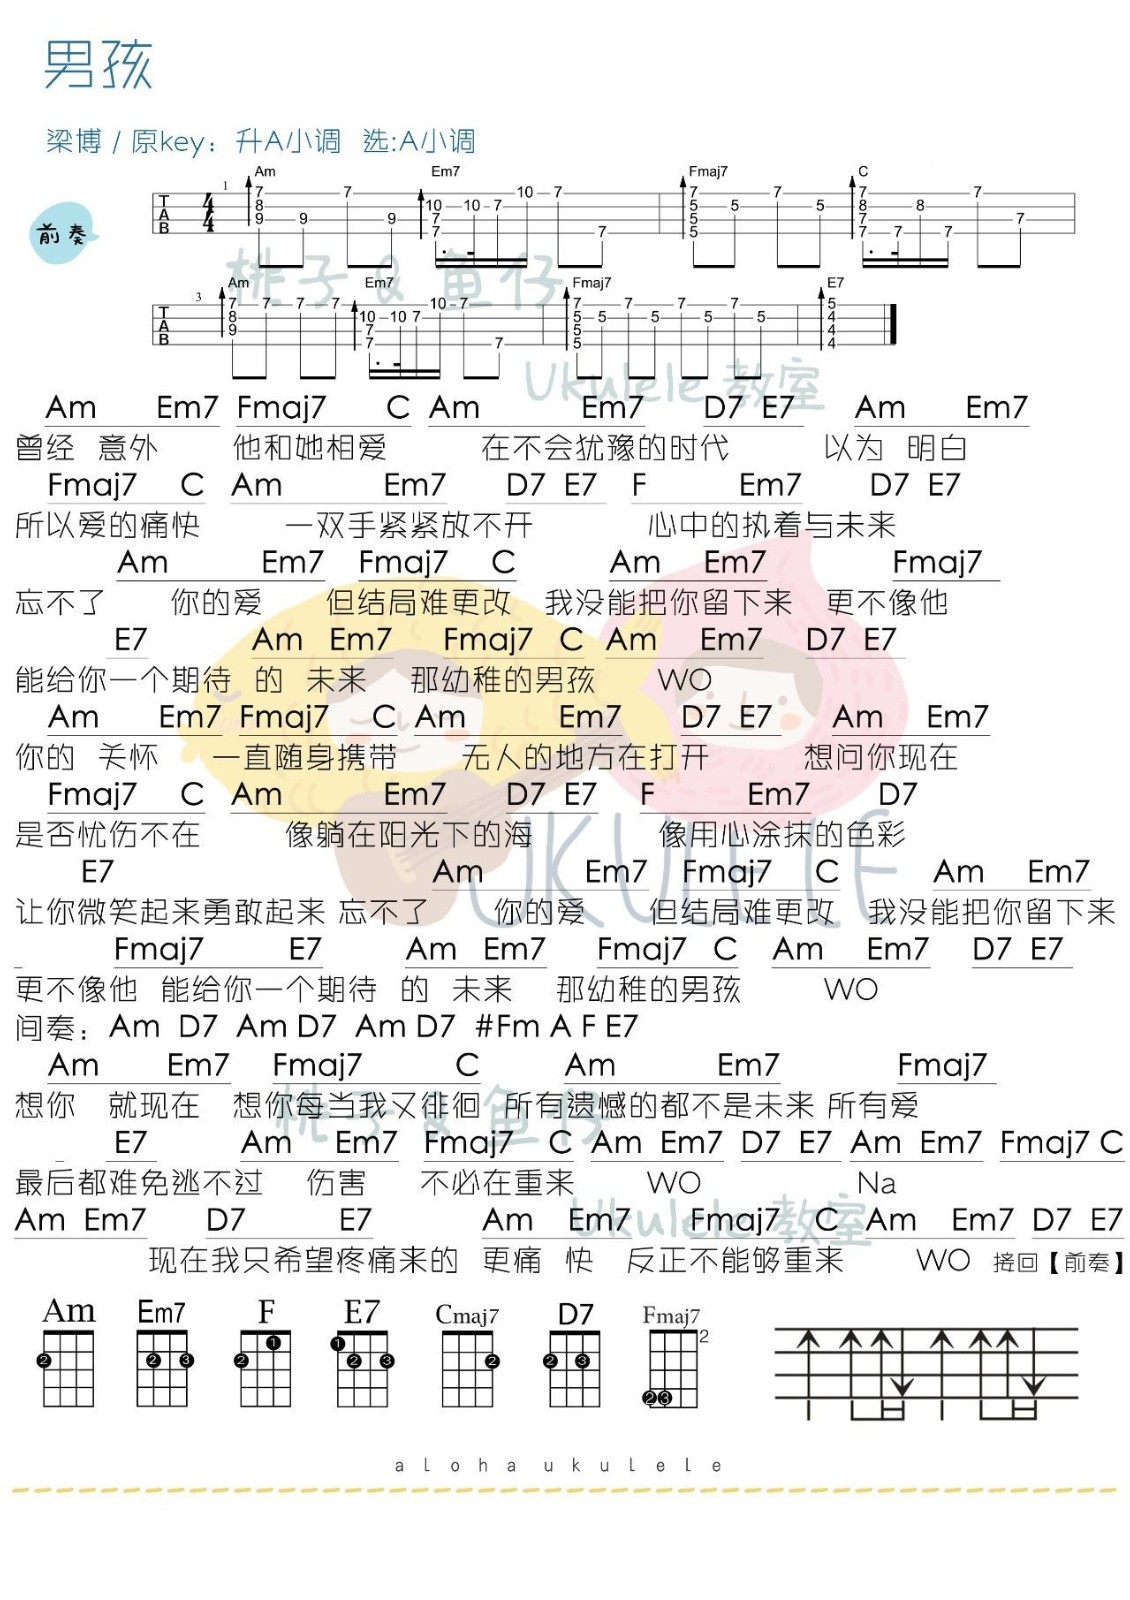 男孩
梁博 / 原key：升A小调 选:A小调
前奏
Am Em7 Fmaj7 C
1
T A B 4 4 7 8 9 9 7 9 10 7 7 10 7 10 7 7 7 5 5 5 5 7 5 7 8 7 7 7 8 7 7 7
桃子 & 鱼仔
Am Em7 Fmaj7 E7
3
T A B 7 8 9 7 7 7 10 7 7 10 7 10 7 7 7 5 5 5 5 7 5 7 5 7 5 5 4 4 4
Ukulele 教室
Am Em7 Fmaj7 C Am Em7 D7 E7 Am Em7
曾经 意外 他和她相爱 在不会犹豫的时代 以为 明白
Fmaj7 C Am Em7 D7 E7 F Em7 D7 E7
所以爱的痛快 一双手紧紧放不开 心中的执着与未来
Am Em7 Fmaj7 C Am Em7 Fmaj7
忘不了 你的爱 但结局难更改 我没能把你留下来 更不像他
E7 Am Em7 Fmaj7 C Am Em7 D7 E7
能给你一个期待 的 未来 那幼稚的男孩 WO
Am Em7 Fmaj7 C Am Em7 D7 E7 Am Em7
你的 关怀 一直随身携带 无人的地方在打开 想问你现在
Fmaj7 C Am Em7 D7 E7 F Em7 D7
是否忧伤不在 像躺在阳光下的海 像用心涂抹的色彩
UKULELE
E7 Am Em7 Fmaj7 C Am Em7
让你微笑起来勇敢起来 忘不了 你的爱 但结局难更改 我没能把你留下来
Fmaj7 E7 Am Em7 Fmaj7 C Am Em7 D7 E7
更不像他 能给你一个期待 的 未来 那幼稚的男孩 WO
间奏：Am D7 Am D7 Am D7 #Fm A F E7
Am Em7 Fmaj7 C Am Em7 Fmaj7
想你 就现在 想你每当我又徘徊 所有遗憾的都不是未来 所有爱
桃子 & 鱼仔
E7 Am Em7 Fmaj7 C Am Em7 D7 E7 Am Em7 Fmaj7 C
最后都难免逃不过 伤害 不必在重来 WO Na
Ukulele 教室
Am Em7 D7 E7 Am Em7 Fmaj7 C Am Em7 D7 E7
现在我只希望疼痛来的 更痛 快 反正不能够重来 WO 接回【前奏】
Am Em7 F E7 Cmaj7 D7 Fmaj7
2
2 2 3 2 1 1 2 3 2 2 3 2 3
aloha ukulele